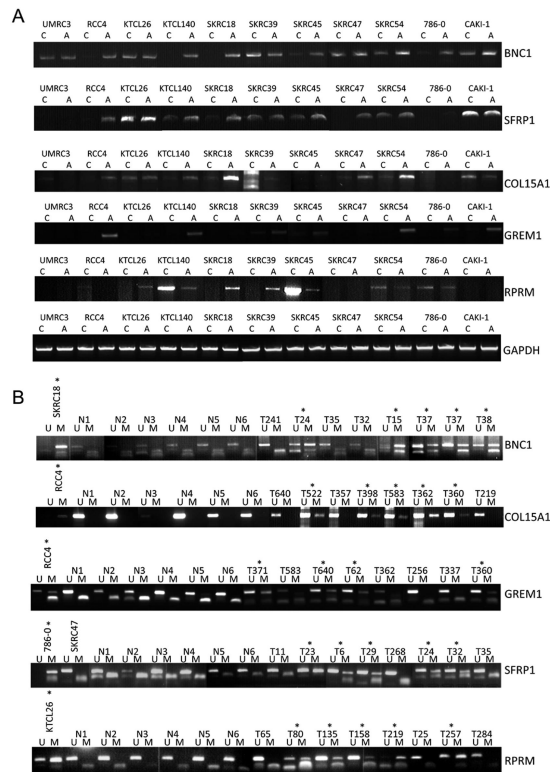 A
UMRC3 RCC4 KTCL26 KTCL140 SKRC18 SKRC39 SKRC45 SKRC47 SKRC54 786-0 CAKI-1
C A C A C A C A C A C A C A C A C A C A C A
BNC1
UMRC3 RCC4 KTCL26 KTCL140 SKRC18 SKRC39 SKRC45 SKRC47 SKRC54 786-0 CAKI-1
C A C A C A C A C A C A C A C A C A C A C A
SFRP1
UMRC3 RCC4 KTCL26 KTCL140 SKRC18 SKRC39 SKRC45 SKRC47 SKRC54 786-0 CAKI-1
C A C A C A C A C A C A C A C A C A C A C A
COL15A1
UMRC3 RCC4 KTCL26 KTCL140 SKRC18 SKRC39 SKRC45 SKRC47 SKRC54 786-0 CAKI-1
C A C A C A C A C A C A C A C A C A C A C A
GREM1
UMRC3 RCC4 KTCL26 KTCL140 SKRC18 SKRC39 SKRC45 SKRC47 SKRC54 786-0 CAKI-1
C A C A C A C A C A C A C A C A C A C A C A
RPRM
UMRC3 RCC4 KTCL26 KTCL140 SKRC18 SKRC39 SKRC45 SKRC47 SKRC54 786-0 CAKI-1
C A C A C A C A C A C A C A C A C A C A C A
GAPDH
B
* * * * * *
SKRC18 * N1 N2 N3 N4 N5 N6 T241 T24 T35 T32 T15 T37 T37 T38
U M U M U M U M U M U M U M U M U M U M U M U M U M U M U M
BNC1
* * * * *
RCC4 * N1 N2 N3 N4 N5 N6 T640 T522 T357 T398 T583 T362 T360 T219
U M U M U M U M U M U M U M U M U M U M U M U M U M U M U M
COL15A1
* * * *
RCC4 * N1 N2 N3 N4 N5 N6 T371 T583 T640 T62 T362 T256 T337 T360
U M U M U M U M U M U M U M U M U M U M U M U M U M U M U M
GREM1
* * * * *
786-0 * SKRC47 N1 N2 N3 N4 N5 N6 T11 T23 T6 T29 T268 T24 T32 T35
U M U M U M U M U M U M U M U M U M U M U M U M U M U M U M U M
SFRP1
* * * * *
KTCL26 * N1 N2 N3 N4 N5 N6 T65 T80 T135 T158 T219 T25 T257 T284
U M U M U M U M U M U M U M U M U M U M U M U M U M U M U M
RPRM